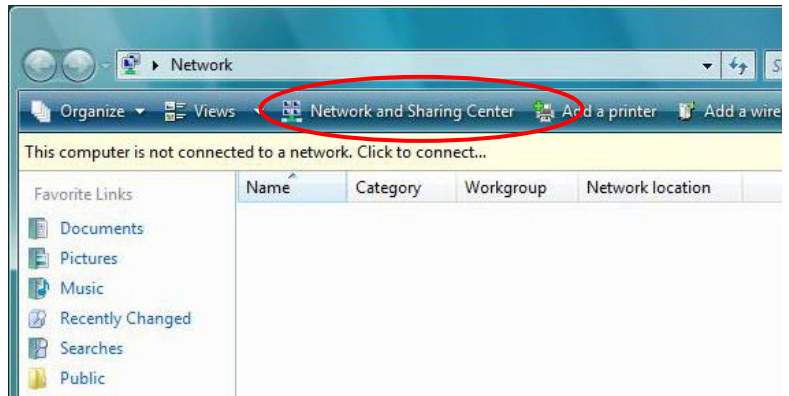 Network
S
Organize Views Network and Sharing Center Add a printer Add a wire
This computer is not connected to a network. Click to connect...
Favorite Links
Name Category Workgroup Network location
Documents
Pictures
Music
Recently Changed
Searches
Public